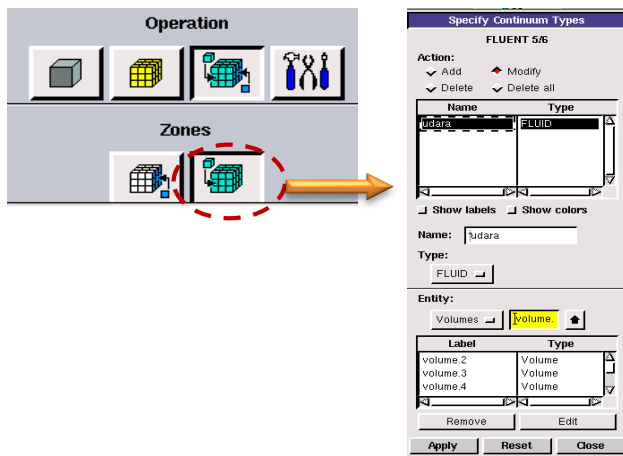 Operation
Zones
Specify Continuum Types
FLUENT 5/6
Action:
Add Modify
Delete Delete all
Name Type
udara FLUID
Show labels Show colors
Name: udara
Type:
FLUID
Entity:
Volumes volume.
Label Type
volume.2 Volume
volume.3 Volume
volume.4 Volume
Remove Edit
Apply Reset Close